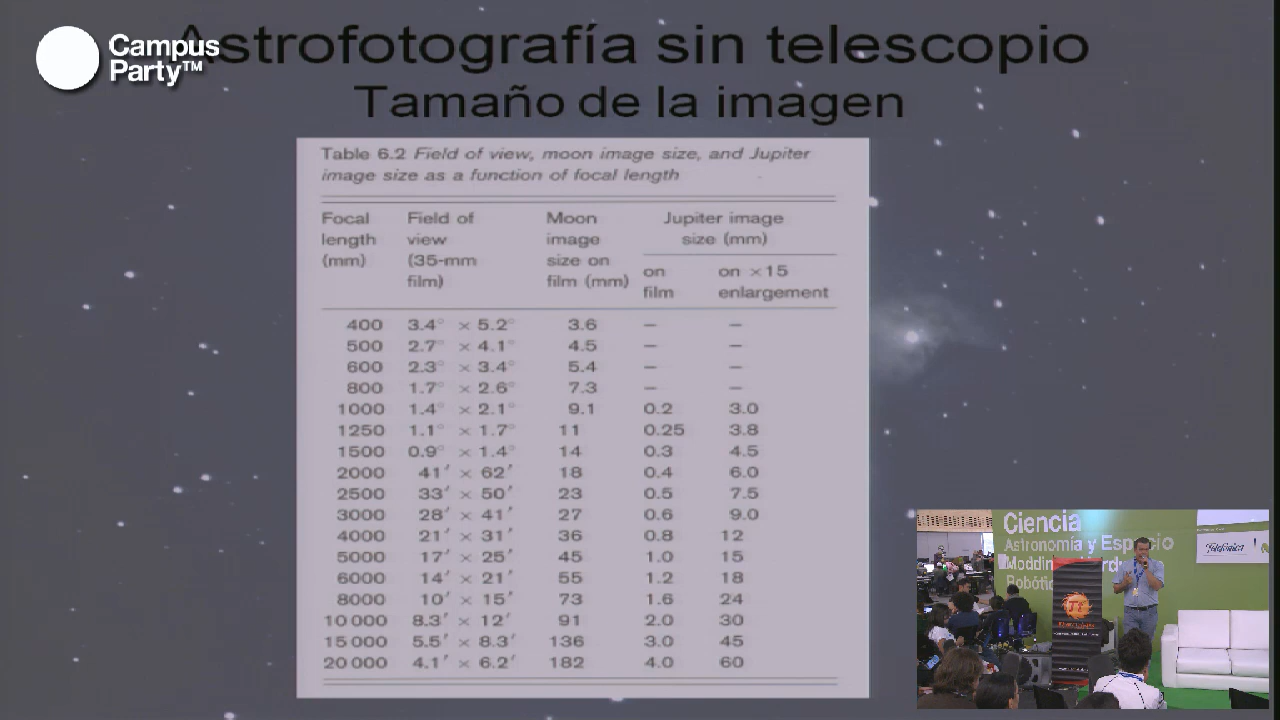 Campus
Party™
Astrofotografía sin telescopio
Tamaño de la imagen
Table 6.2 Field of view, moon image size, and Jupiter
image size as a function of focal length
Focal length (mm) Field of view (35-mm film) Moon image size on film (mm) Jupiter image size (mm)
on film on ×15 enlargement
400 3.4° × 5.2° 3.6 – –
500 2.7° × 4.1° 4.5 – –
600 2.3° × 3.4° 5.4 – –
800 1.7° × 2.6° 7.3 – –
1000 1.4° × 2.1° 9.1 0.2 3.0
1250 1.1° × 1.7° 11 0.25 3.8
1500 0.9° × 1.4° 14 0.3 4.5
2000 41′ × 62′ 18 0.4 6.0
2500 33′ × 50′ 23 0.5 7.5
3000 28′ × 41′ 27 0.6 9.0
4000 21′ × 31′ 36 0.8 12
5000 17′ × 25′ 45 1.0 15
6000 14′ × 21′ 55 1.2 18
8000 10′ × 15′ 73 1.6 24
10 000 8.3′ × 12′ 91 2.0 30
15 000 5.5′ × 8.3′ 136 3.0 45
20 000 4.1′ × 6.2′ 182 4.0 60
Ciencia
Astronomía y Espacio
Telefónica